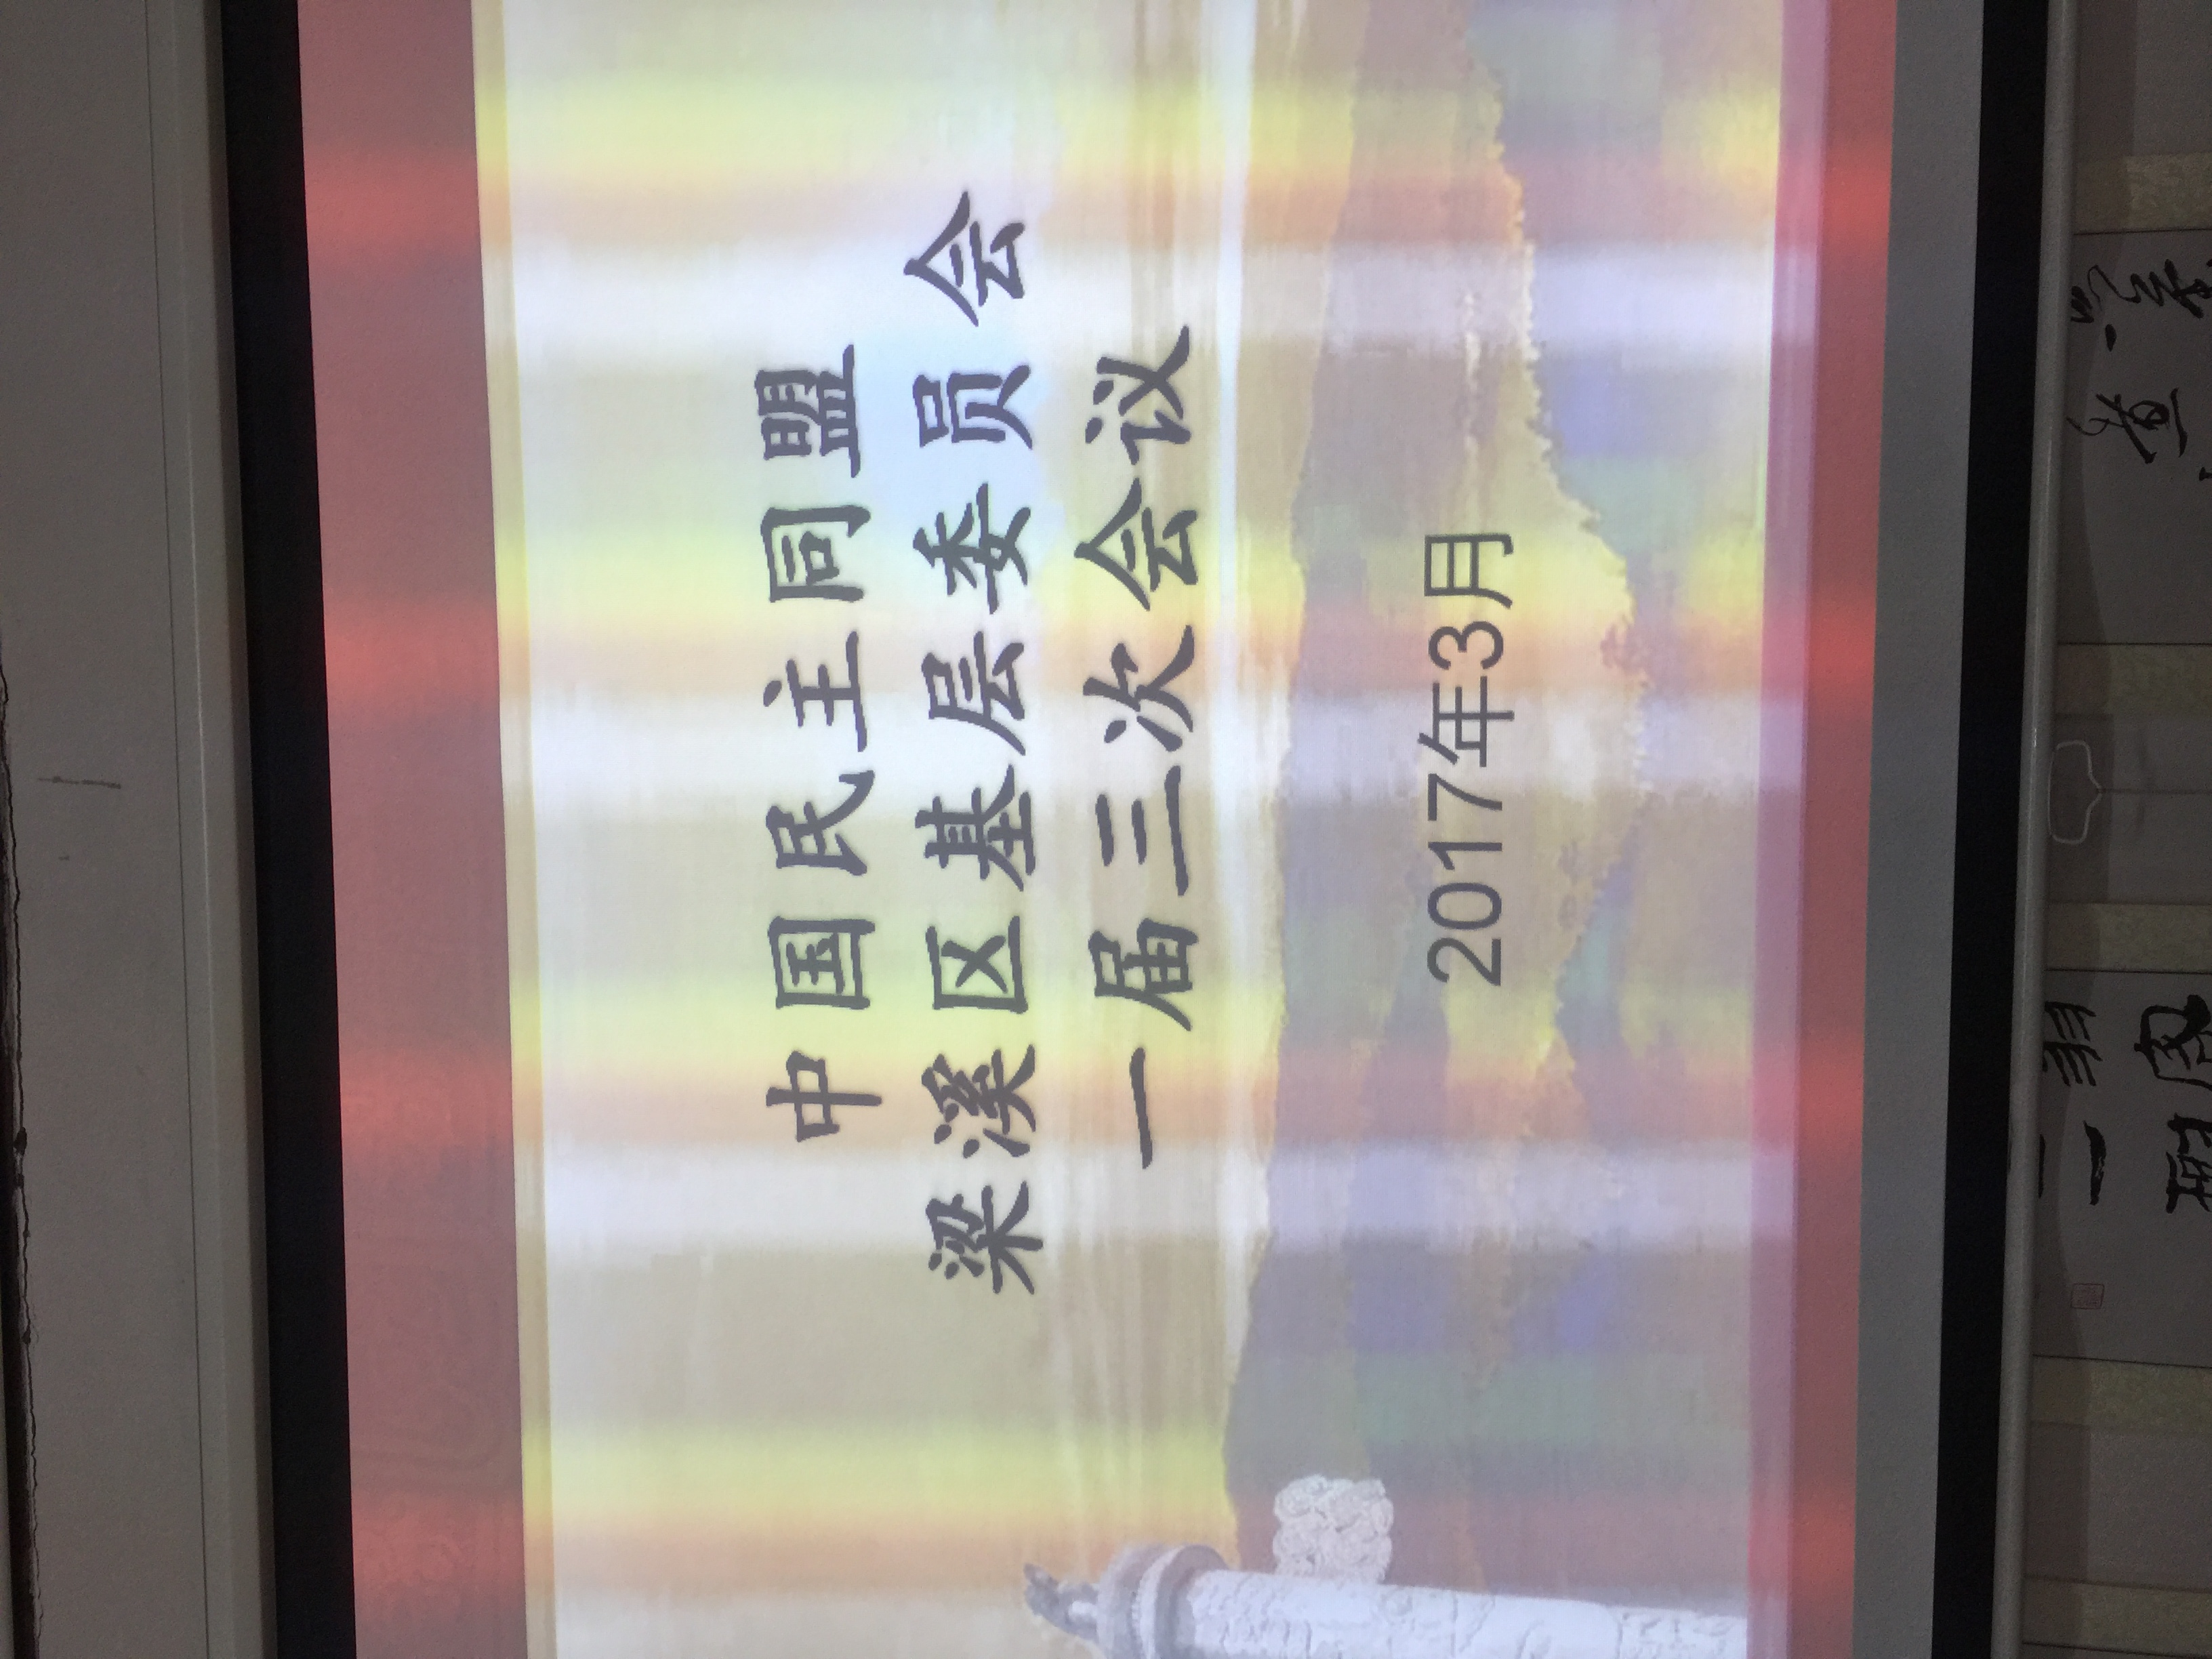 中国民主同盟
梁溪区基层委员会
一届三次会议
2017年3月